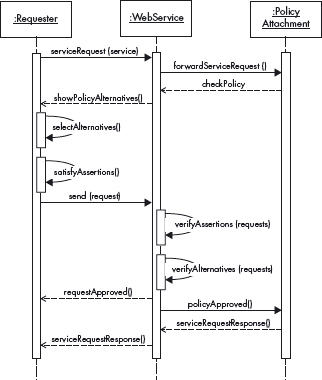 :Requester
:WebService
:Policy
Attachment
serviceRequest (service)
forwardServiceRequest ()
checkPolicy
showPolicyAlternatives()
selectAlternatives()
satisfyAssertions()
send (request)
verifyAssertions (requests)
verifyAlternatives (requests)
requestApproved()
policyApproved()
serviceRequestResponse()
serviceRequestResponse()